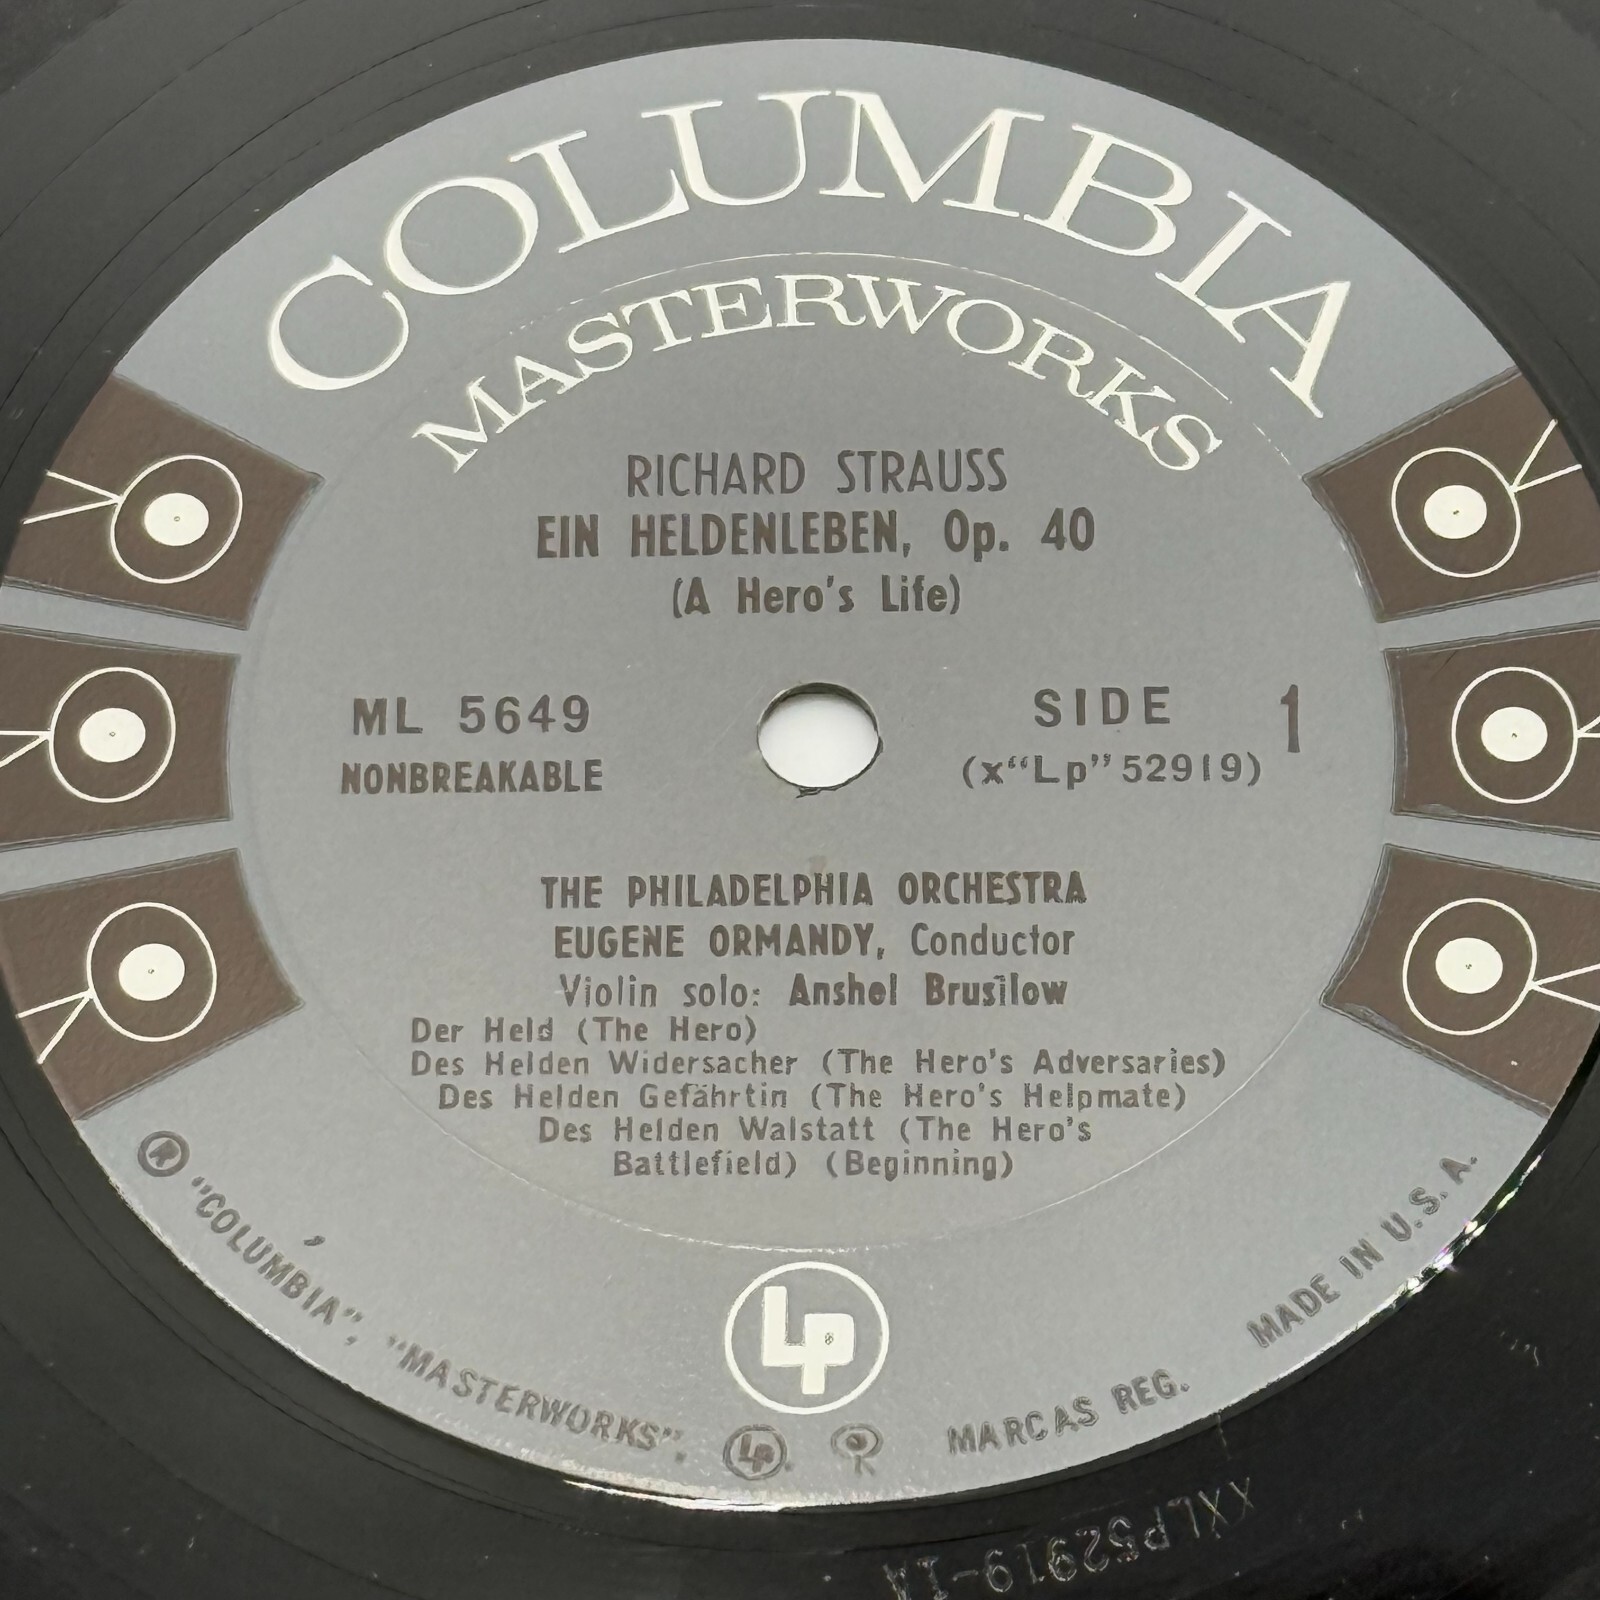 COLUMBIA
MASTERWORKS
RICHARD STRAUSS
EIN HELDENLEBEN, Op. 40
(A Hero's Life)
ML 5649
NONBREAKABLE
SIDE 1
(x“Lp” 52919)
THE PHILADELPHIA ORCHESTRA
EUGENE ORMANDY, Conductor
Violin solo: Anshel Brusilow
Der Held (The Hero)
Des Helden Widersacher (The Hero's Adversaries)
Des Helden Gefährtin (The Hero's Helpmate)
Des Helden Walstatt (The Hero's
Battlefield) (Beginning)
Lp
® "COLUMBIA", "MASTERWORKS", Lp. MARCAS REG. MADE IN U.S.A.
XXLP52919-1A